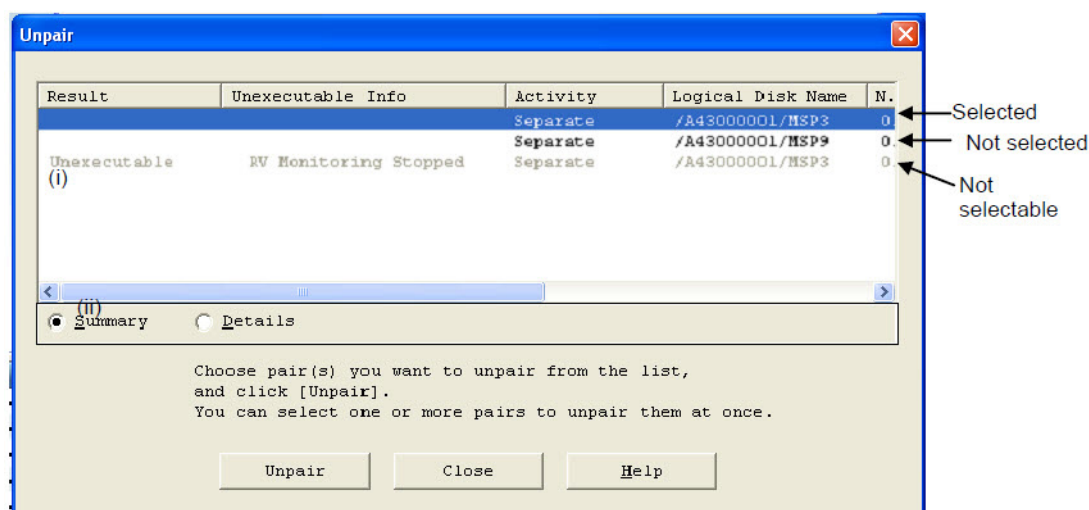 Unpair
Result Unexecutable Info Activity Logical Disk Name N.
Separate /A43000001/MSP3 0.
Selected
Separate /A43000001/MSP9 0.
Not selected
Unexecutable RV Monitoring Stopped Separate /A43000001/MSP3 0.
(i)
Not
selectable
(ii)
Summary Details
Choose pair(s) you want to unpair from the list,
and click [Unpair].
You can select one or more pairs to unpair them at once.
Unpair Close Help